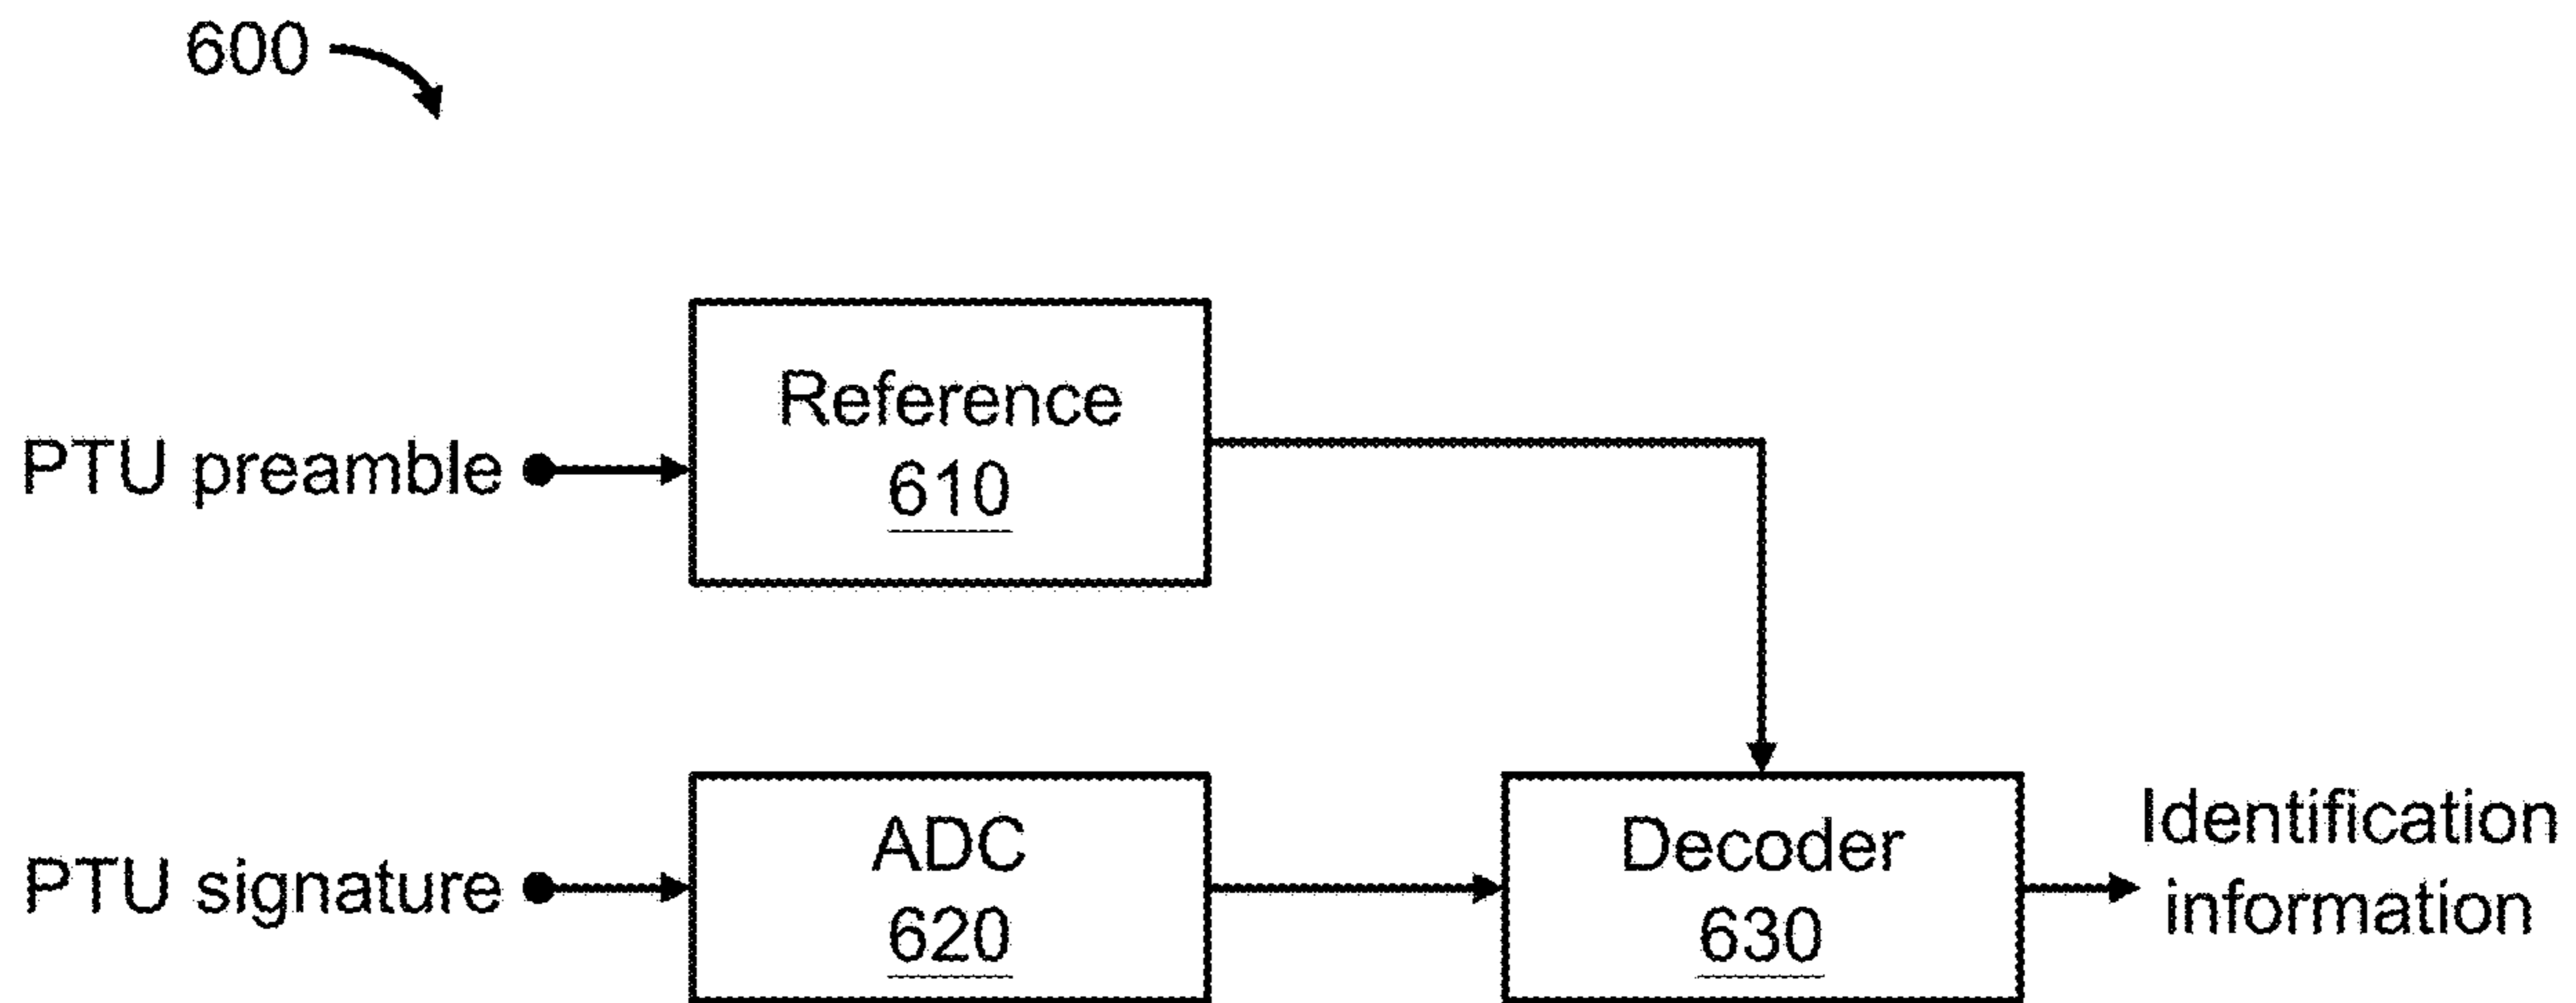 600
Reference
610
PTU preamble
ADC
620
PTU signature
Decoder
630
Identification
information